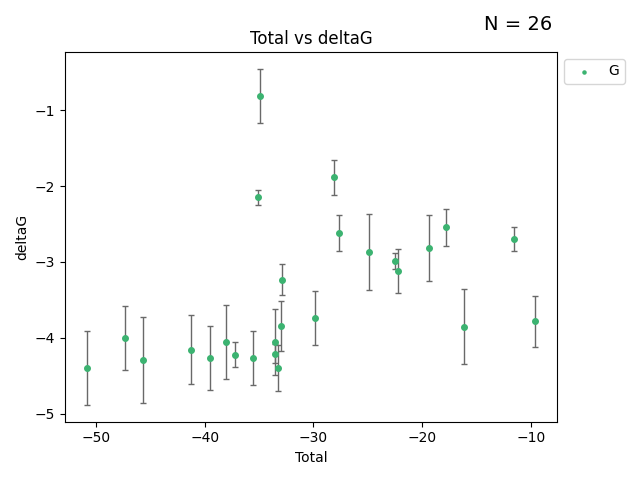 N = 26
Total vs deltaG
G
deltaG
−1
−2
−3
−4
−5
−50
−40
−30
−20
−10
Total